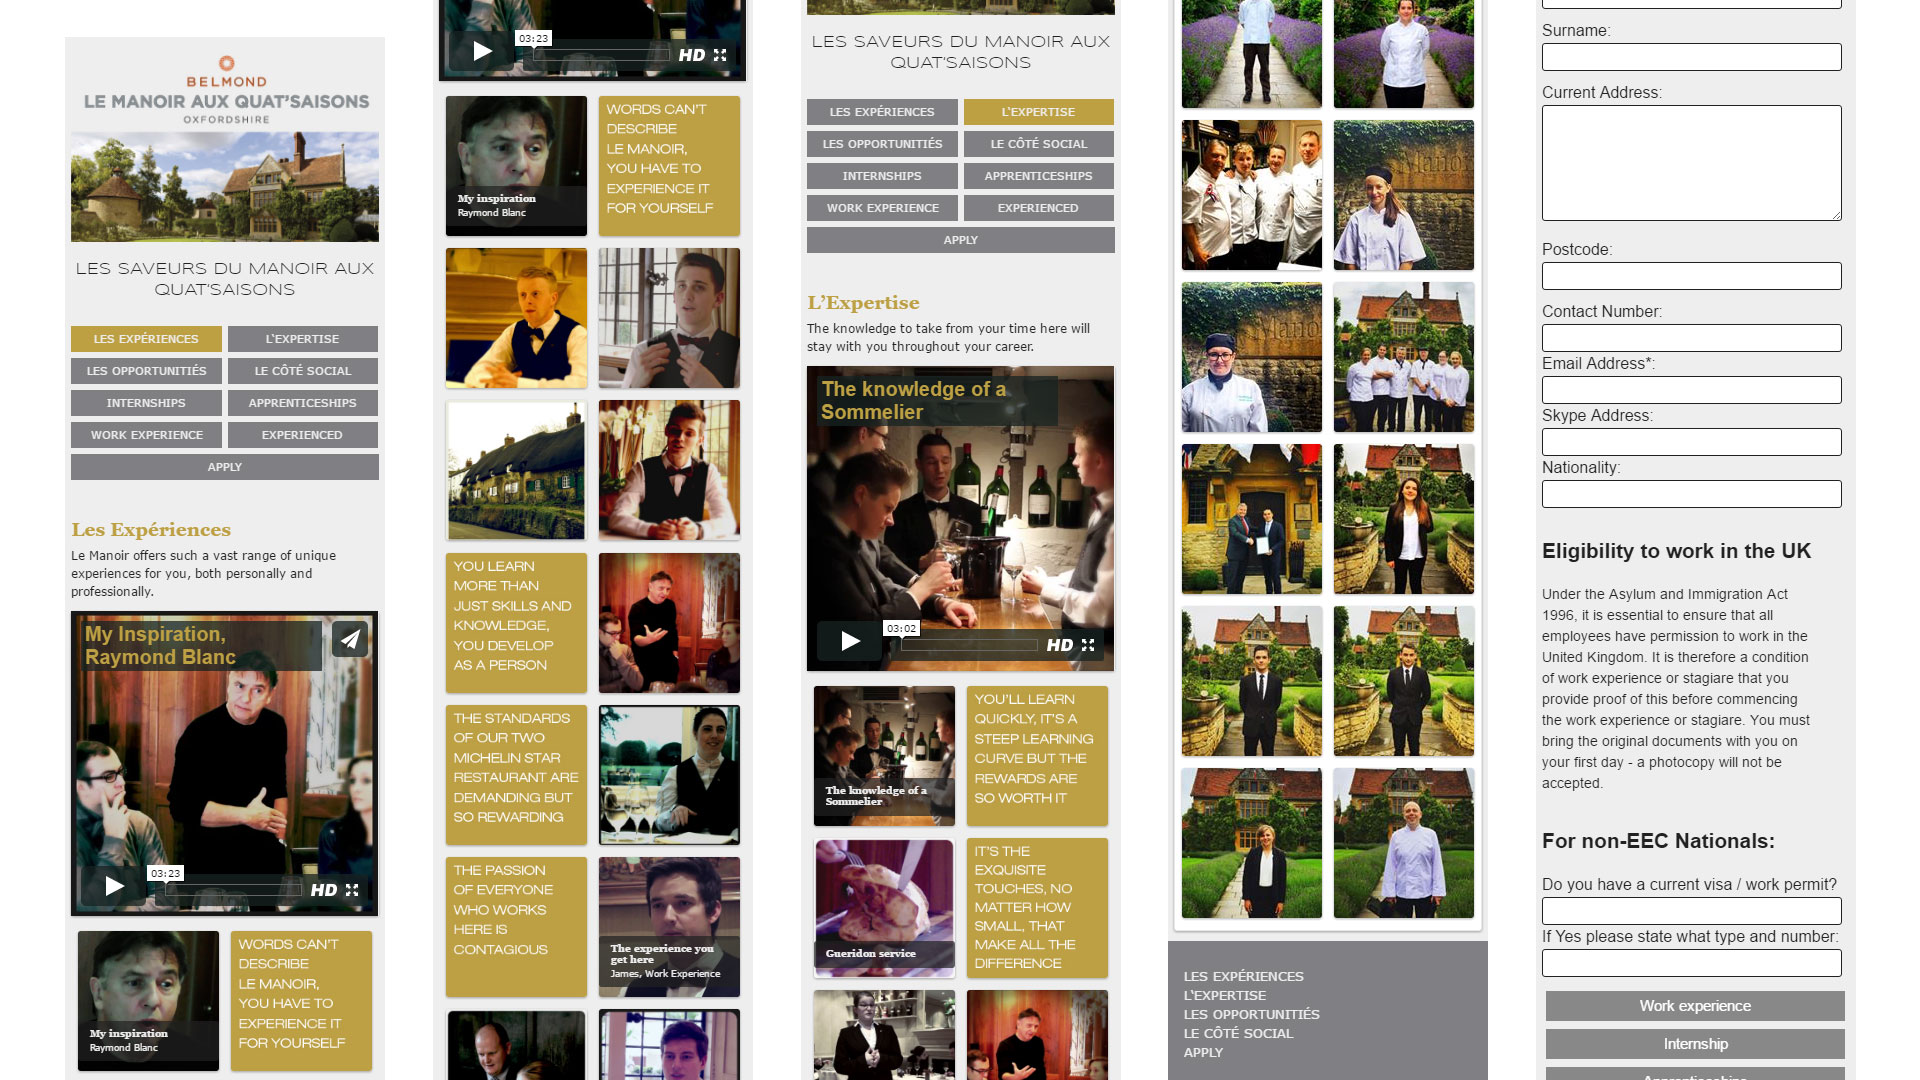 BELMOND
LE MANOIR AUX QUAT'SAISONS
OXFORDSHIRE
LES SAVEURS DU MANOIR AUX
QUAT'SAISONS
LES EXPÉRIENCES
L'EXPERTISE
LES OPPORTUNITIÉS
LE CÔTÉ SOCIAL
INTERNSHIPS
APPRENTICESHIPS
WORK EXPERIENCE
EXPERIENCED
APPLY
Les Expériences
Le Manoir offers such a vast range of unique
experiences for you, both personally and
professionally.
My Inspiration,
Raymond Blanc
03:23
HD
My inspiration
Raymond Blanc
WORDS CAN'T
DESCRIBE
LE MANOIR,
YOU HAVE TO
EXPERIENCE IT
FOR YOURSELF
03:23
HD
My inspiration
Raymond Blanc
WORDS CAN'T
DESCRIBE
LE MANOIR,
YOU HAVE TO
EXPERIENCE IT
FOR YOURSELF
YOU LEARN
MORE THAN
JUST SKILLS AND
KNOWLEDGE,
YOU DEVELOP
AS A PERSON
THE STANDARDS
OF OUR TWO
MICHELIN STAR
RESTAURANT ARE
DEMANDING BUT
SO REWARDING
THE PASSION
OF EVERYONE
WHO WORKS
HERE IS
CONTAGIOUS
The experience you
get here
James, Work Experience
LES SAVEURS DU MANOIR AUX
QUAT'SAISONS
LES EXPÉRIENCES
L'EXPERTISE
LES OPPORTUNITIÉS
LE CÔTÉ SOCIAL
INTERNSHIPS
APPRENTICESHIPS
WORK EXPERIENCE
EXPERIENCED
APPLY
L'Expertise
The knowledge to take from your time here will
stay with you throughout your career.
The knowledge of a
Sommelier
03:02
HD
The knowledge of a
Sommelier
YOU'LL LEARN
QUICKLY, IT'S A
STEEP LEARNING
CURVE BUT THE
REWARDS ARE
SO WORTH IT
Gueridon service
IT'S THE
EXQUISITE
TOUCHES, NO
MATTER HOW
SMALL, THAT
MAKE ALL THE
DIFFERENCE
Manoir
Manoir
LES EXPÉRIENCES
L'EXPERTISE
LES OPPORTUNITIÉS
LE CÔTÉ SOCIAL
APPLY
Surname:
Current Address:
Postcode:
Contact Number:
Email Address*:
Skype Address:
Nationality:
Eligibility to work in the UK
Under the Asylum and Immigration Act
1996, it is essential to ensure that all
employees have permission to work in the
United Kingdom. It is therefore a condition
of work experience or stagiare that you
provide proof of this before commencing
the work experience or stagiare. You must
bring the original documents with you on
your first day - a photocopy will not be
accepted.
For non-EEC Nationals:
Do you have a current visa / work permit?
If Yes please state what type and number:
Work experience
Internship
Apprenticeships